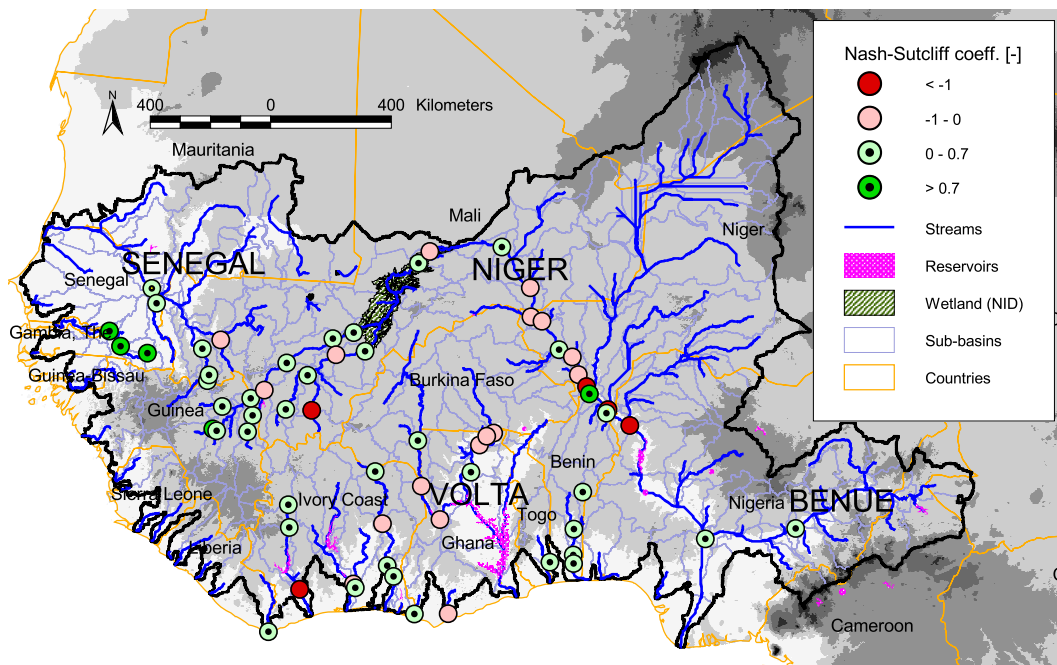 Nash-Sutcliff coeff. [-]
< -1
-1 - 0
0 - 0.7
> 0.7
Streams
Reservoirs
Wetland (NID)
Sub-basins
Countries
N
400 0 400 Kilometers
Mauritania
Mali
Niger
SENEGAL
NIGER
Senegal
Gambia, The
Guinea-Bissau
Burkina Faso
Guinea
Benin
Sierra Leone
Ivory Coast
VOLTA
Togo
Nigeria
BENUE
Liberia
Ghana
Cameroon